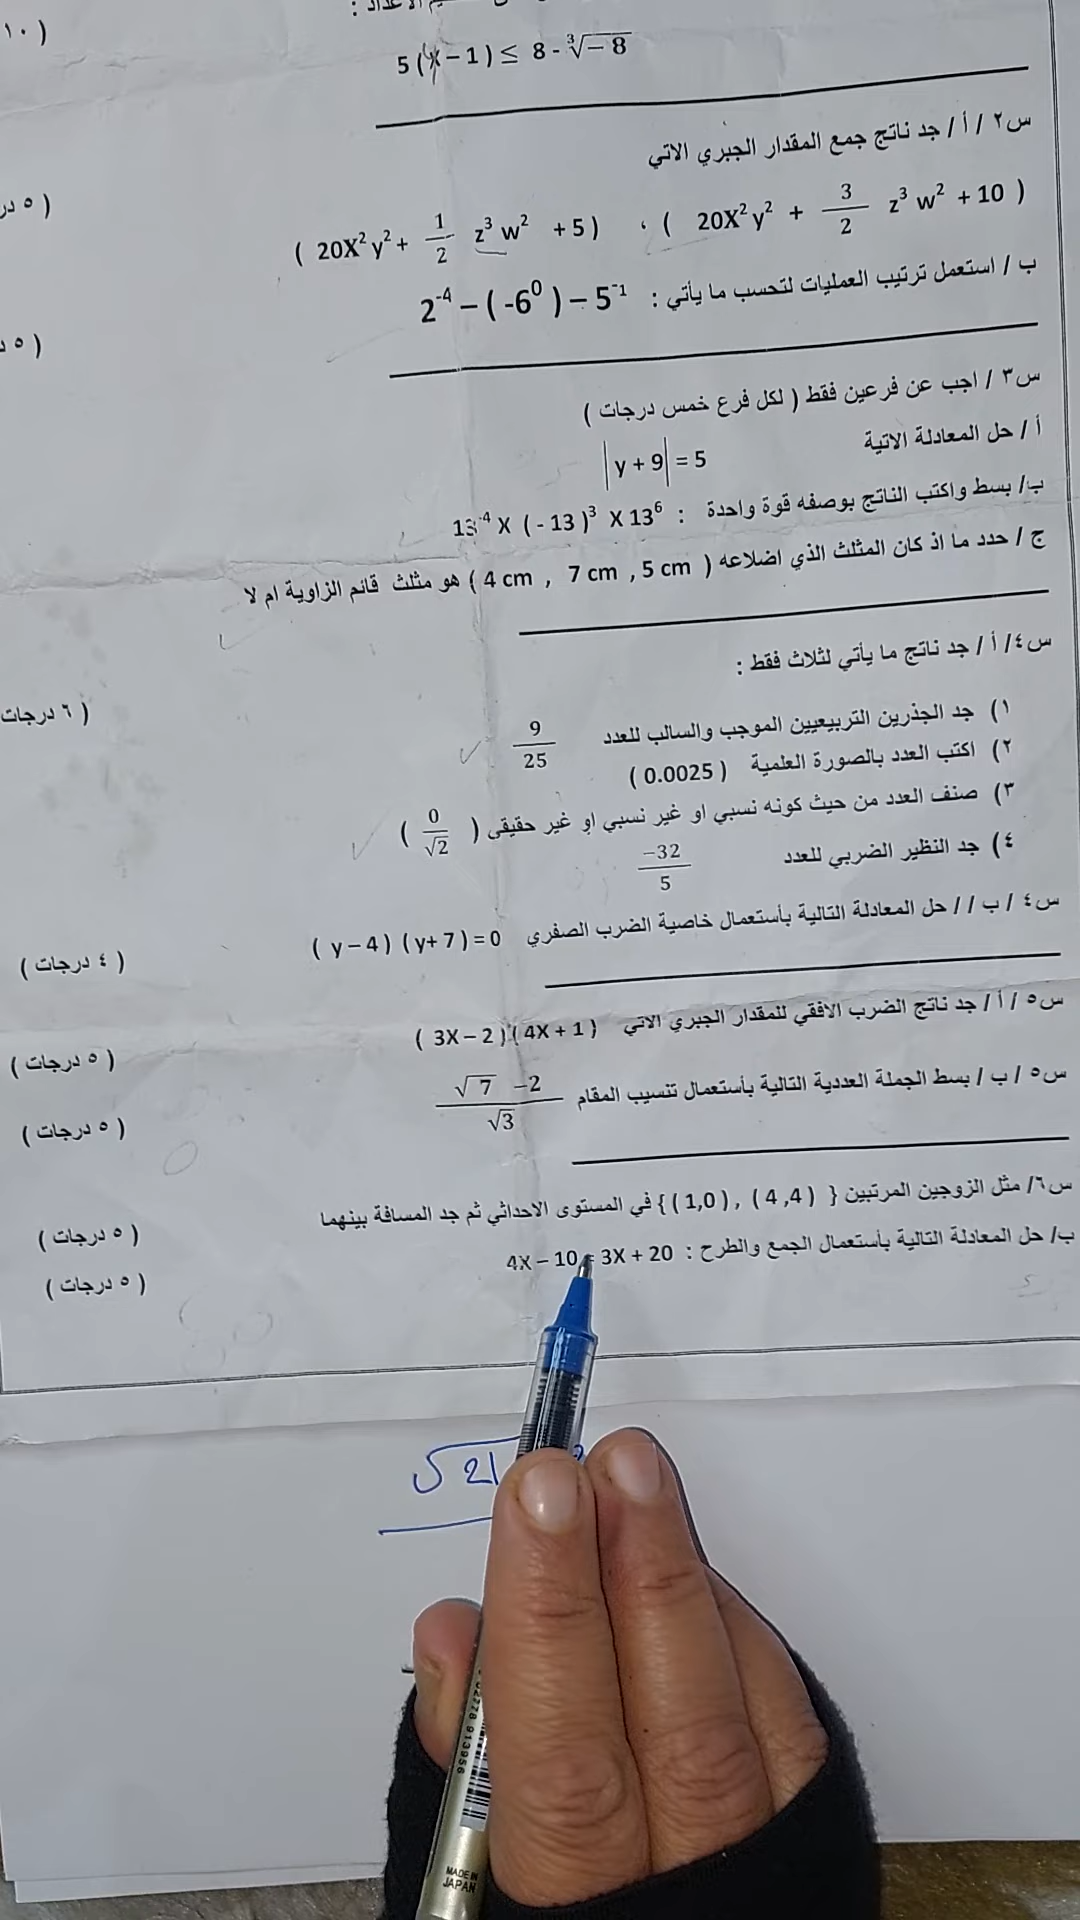 الاعداد :
( ١٠
5 ( x – 1 ) ≤ 8 - ∛–8
س٢ / أ / جد ناتج جمع المقدار الجبري الاتي
( 20X²y² + 1/2 z³ w² + 5 ) ، ( 20X²y² + 3/2 z³ w² + 10 )
( ٥
ب / استعمل ترتيب العمليات لتحسب ما يأتي : 2⁻⁴ – ( -6⁰ ) – 5⁻¹
( ٥
س٣ / اجب عن فرعين فقط ( لكل فرع خمس درجات )
أ / حل المعادلة الاتية |y + 9| = 5
ب/ بسط واكتب الناتج بوصفه قوة واحدة : 13⁻⁴ X ( - 13 )³ X 13⁶
ج / حدد ما اذ كان المثلث الذي اضلاعه ( 4 cm , 7 cm , 5 cm ) هو مثلث قائم الزاوية ام لا
س٤/ أ / جد ناتج ما يأتي لثلاث فقط :
( ٦ درجات
١) جد الجذرين التربيعيين الموجب والسالب للعدد 9/25
٢) اكتب العدد بالصورة العلمية ( 0.0025 )
٣) صنف العدد من حيث كونه نسبي او غير نسبي او غير حقيقى ( 0/√2 )
٤) جد النظير الضربي للعدد –32/5
س٤ / ب / / حل المعادلة التالية بأستعمال خاصية الضرب الصفري ( y – 4 ) ( y+ 7 ) = 0 ( ٤ درجات )
س٥ / أ / جد ناتج الضرب الافقي للمقدار الجبري الاتي ( 3X – 2 ) ( 4X + 1 ) ( ٥ درجات )
س٥ / ب / بسط الجملة العددية التالية بأستعمال تنسيب المقام √7 –2/√3 ( ٥ درجات )
س٦/ مثل الزوجين المرتبين { (1,0) , ( 4 ,4 ) } في المستوى الاحداثي ثم جد المسافة بينهما ( ٥ درجات )
ب/ حل المعادلة التالية بأستعمال الجمع والطرح : 4X – 10 = 3X + 20 ( ٥ درجات )
√21
913956
MADE IN
JAPAN